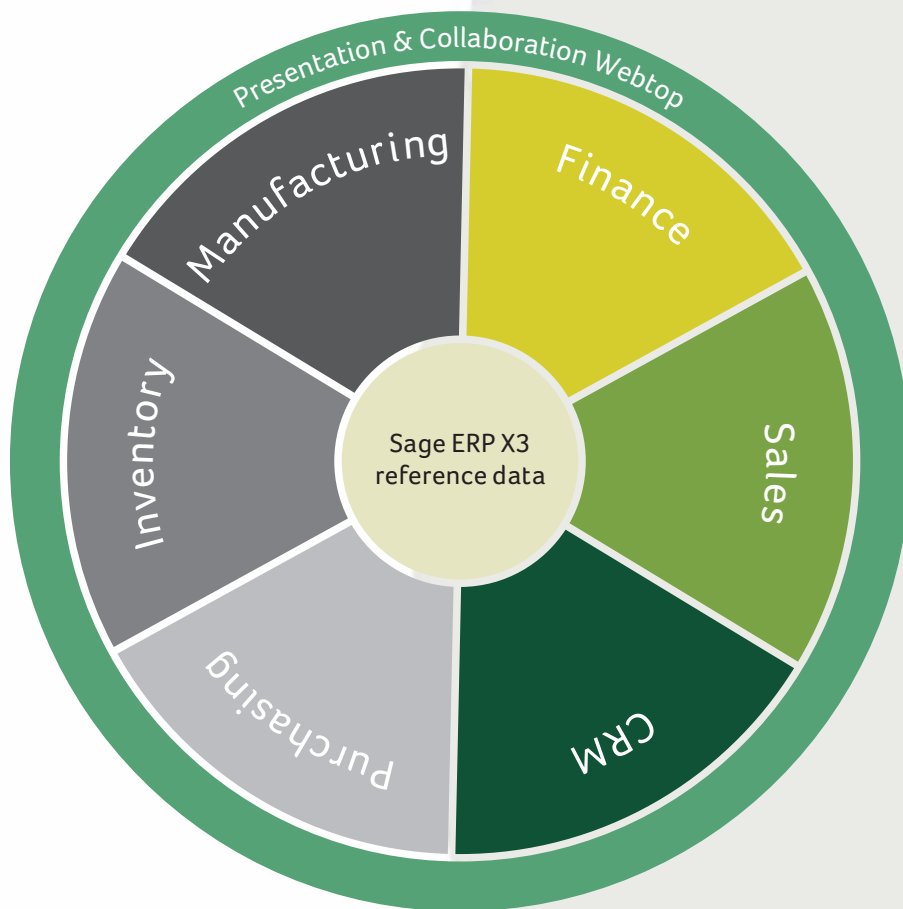 Presentation & Collaboration Webtop
Manufacturing
Finance
Inventory
Sage ERP X3
reference data
Sales
Purchasing
CRM